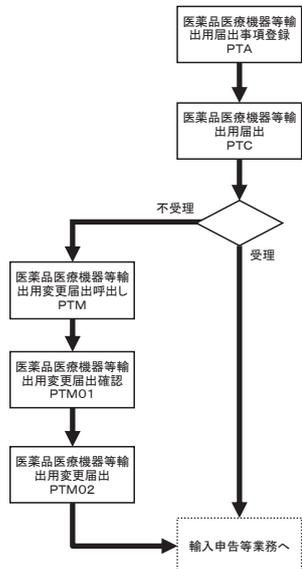 医薬品医療機器等輸
出用届出事項登録
PTA
医薬品医療機器等輸
出用届出
PTC
不受理
受理
医薬品医療機器等輸
出用変更届出呼出し
PTM
医薬品医療機器等輸
出用変更届出確認
PTM01
医薬品医療機器等輸
出用変更届出
PTM02
輸入申告等業務へ